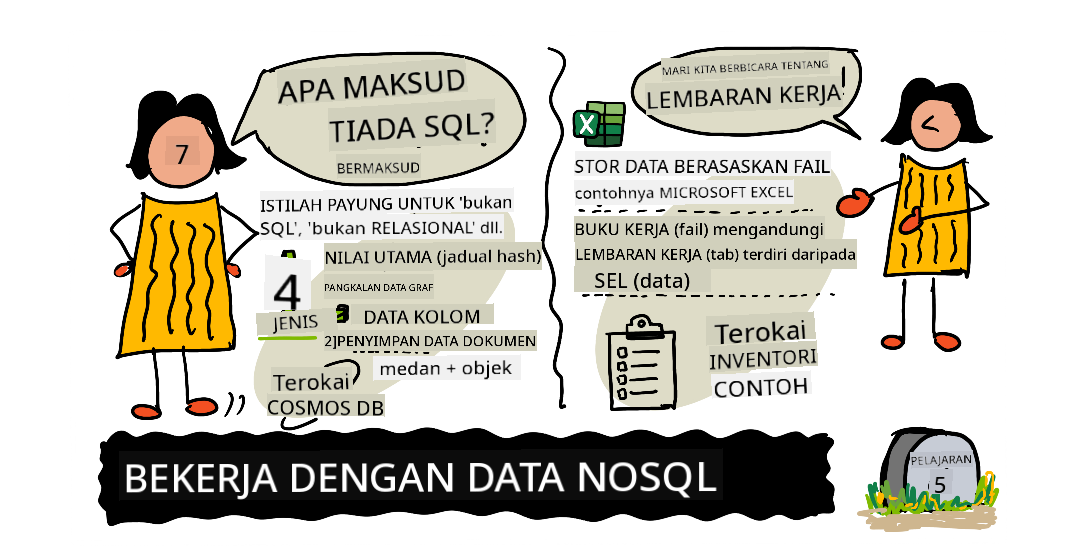 APA MAKSUD
TIADA SQL?
BERMAKSUD
7
ISTILAH PAYUNG UNTUK 'bukan
SQL', 'bukan RELASIONAL' dll.
4
JENIS
NILAI UTAMA (jadual hash)
PANGKALAN DATA GRAF
3 DATA KOLOM
2]PENYIMPAN DATA DOKUMEN
medan + objek
Terokai
COSMOS DB
MARI KITA BERBICARA TENTANG
LEMBARAN KERJA!
X
STOR DATA BERASASKAN FAIL
contohnya MICROSOFT EXCEL
BUKU KERJA (fail) mengandungi
LEMBARAN KERJA (tab) terdiri daripada
SEL (data)
Terokai
INVENTORI
CONTOH
BEKERJA DENGAN DATA NOSQL
PELAJARAN
5